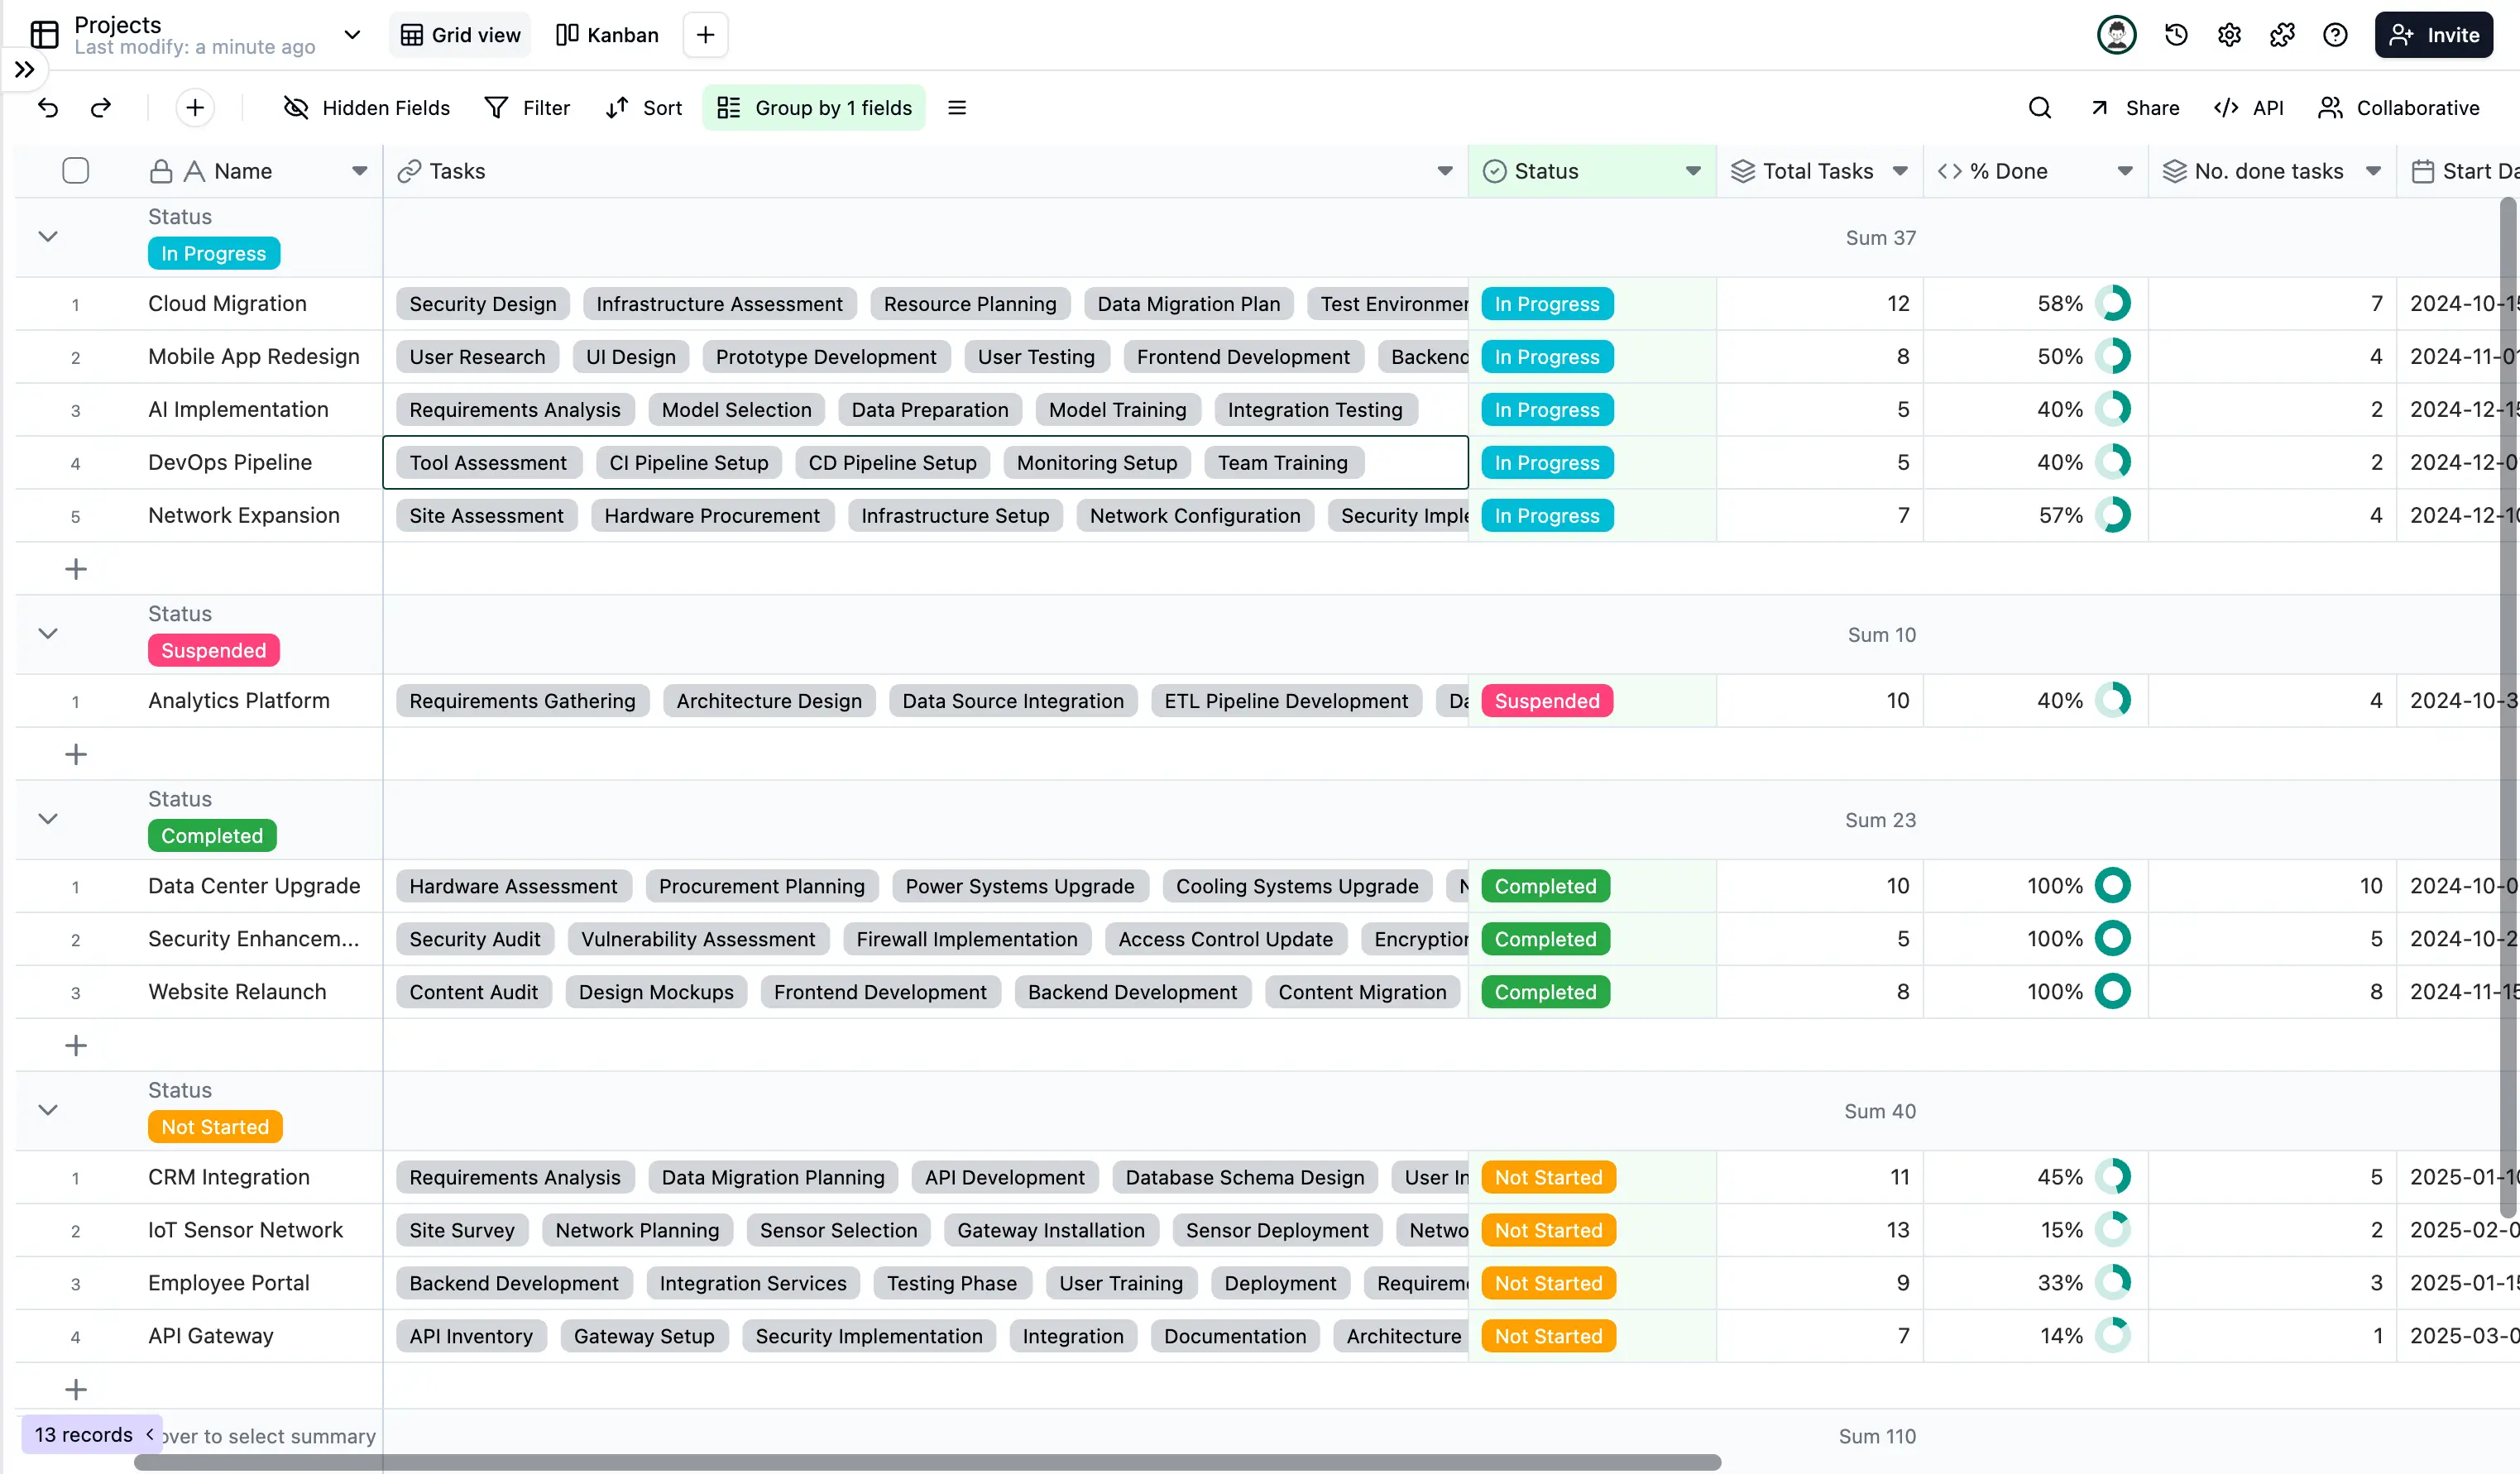 Projects
Last modify: a minute ago
Grid view Kanban
Invite
Hidden Fields Filter Sort Group by 1 fields
Share API Collaborative
Name Tasks Status Total Tasks % Done No. done tasks Start Da
Status
In Progress Sum 37
1 Cloud Migration Security Design Infrastructure Assessment Resource Planning Data Migration Plan Test Environmen In Progress 12 58% 7 2024-10-15
2 Mobile App Redesign User Research UI Design Prototype Development User Testing Frontend Development Backend In Progress 8 50% 4 2024-11-01
3 AI Implementation Requirements Analysis Model Selection Data Preparation Model Training Integration Testing In Progress 5 40% 2 2024-12-15
4 DevOps Pipeline Tool Assessment CI Pipeline Setup CD Pipeline Setup Monitoring Setup Team Training In Progress 5 40% 2 2024-12-0
5 Network Expansion Site Assessment Hardware Procurement Infrastructure Setup Network Configuration Security Imple In Progress 7 57% 4 2024-12-10
Status
Suspended Sum 10
1 Analytics Platform Requirements Gathering Architecture Design Data Source Integration ETL Pipeline Development Da Suspended 10 40% 4 2024-10-3
Status
Completed Sum 23
1 Data Center Upgrade Hardware Assessment Procurement Planning Power Systems Upgrade Cooling Systems Upgrade N Completed 10 100% 10 2024-10-0
2 Security Enhancem... Security Audit Vulnerability Assessment Firewall Implementation Access Control Update Encryption Completed 5 100% 5 2024-10-2
3 Website Relaunch Content Audit Design Mockups Frontend Development Backend Development Content Migration Completed 8 100% 8 2024-11-15
Status
Not Started Sum 40
1 CRM Integration Requirements Analysis Data Migration Planning API Development Database Schema Design User In Not Started 11 45% 5 2025-01-10
2 IoT Sensor Network Site Survey Network Planning Sensor Selection Gateway Installation Sensor Deployment Netwo Not Started 13 15% 2 2025-02-0
3 Employee Portal Backend Development Integration Services Testing Phase User Training Deployment Requireme Not Started 9 33% 3 2025-01-15
4 API Gateway API Inventory Gateway Setup Security Implementation Integration Documentation Architecture Not Started 7 14% 1 2025-03-0
13 records over to select summary Sum 110